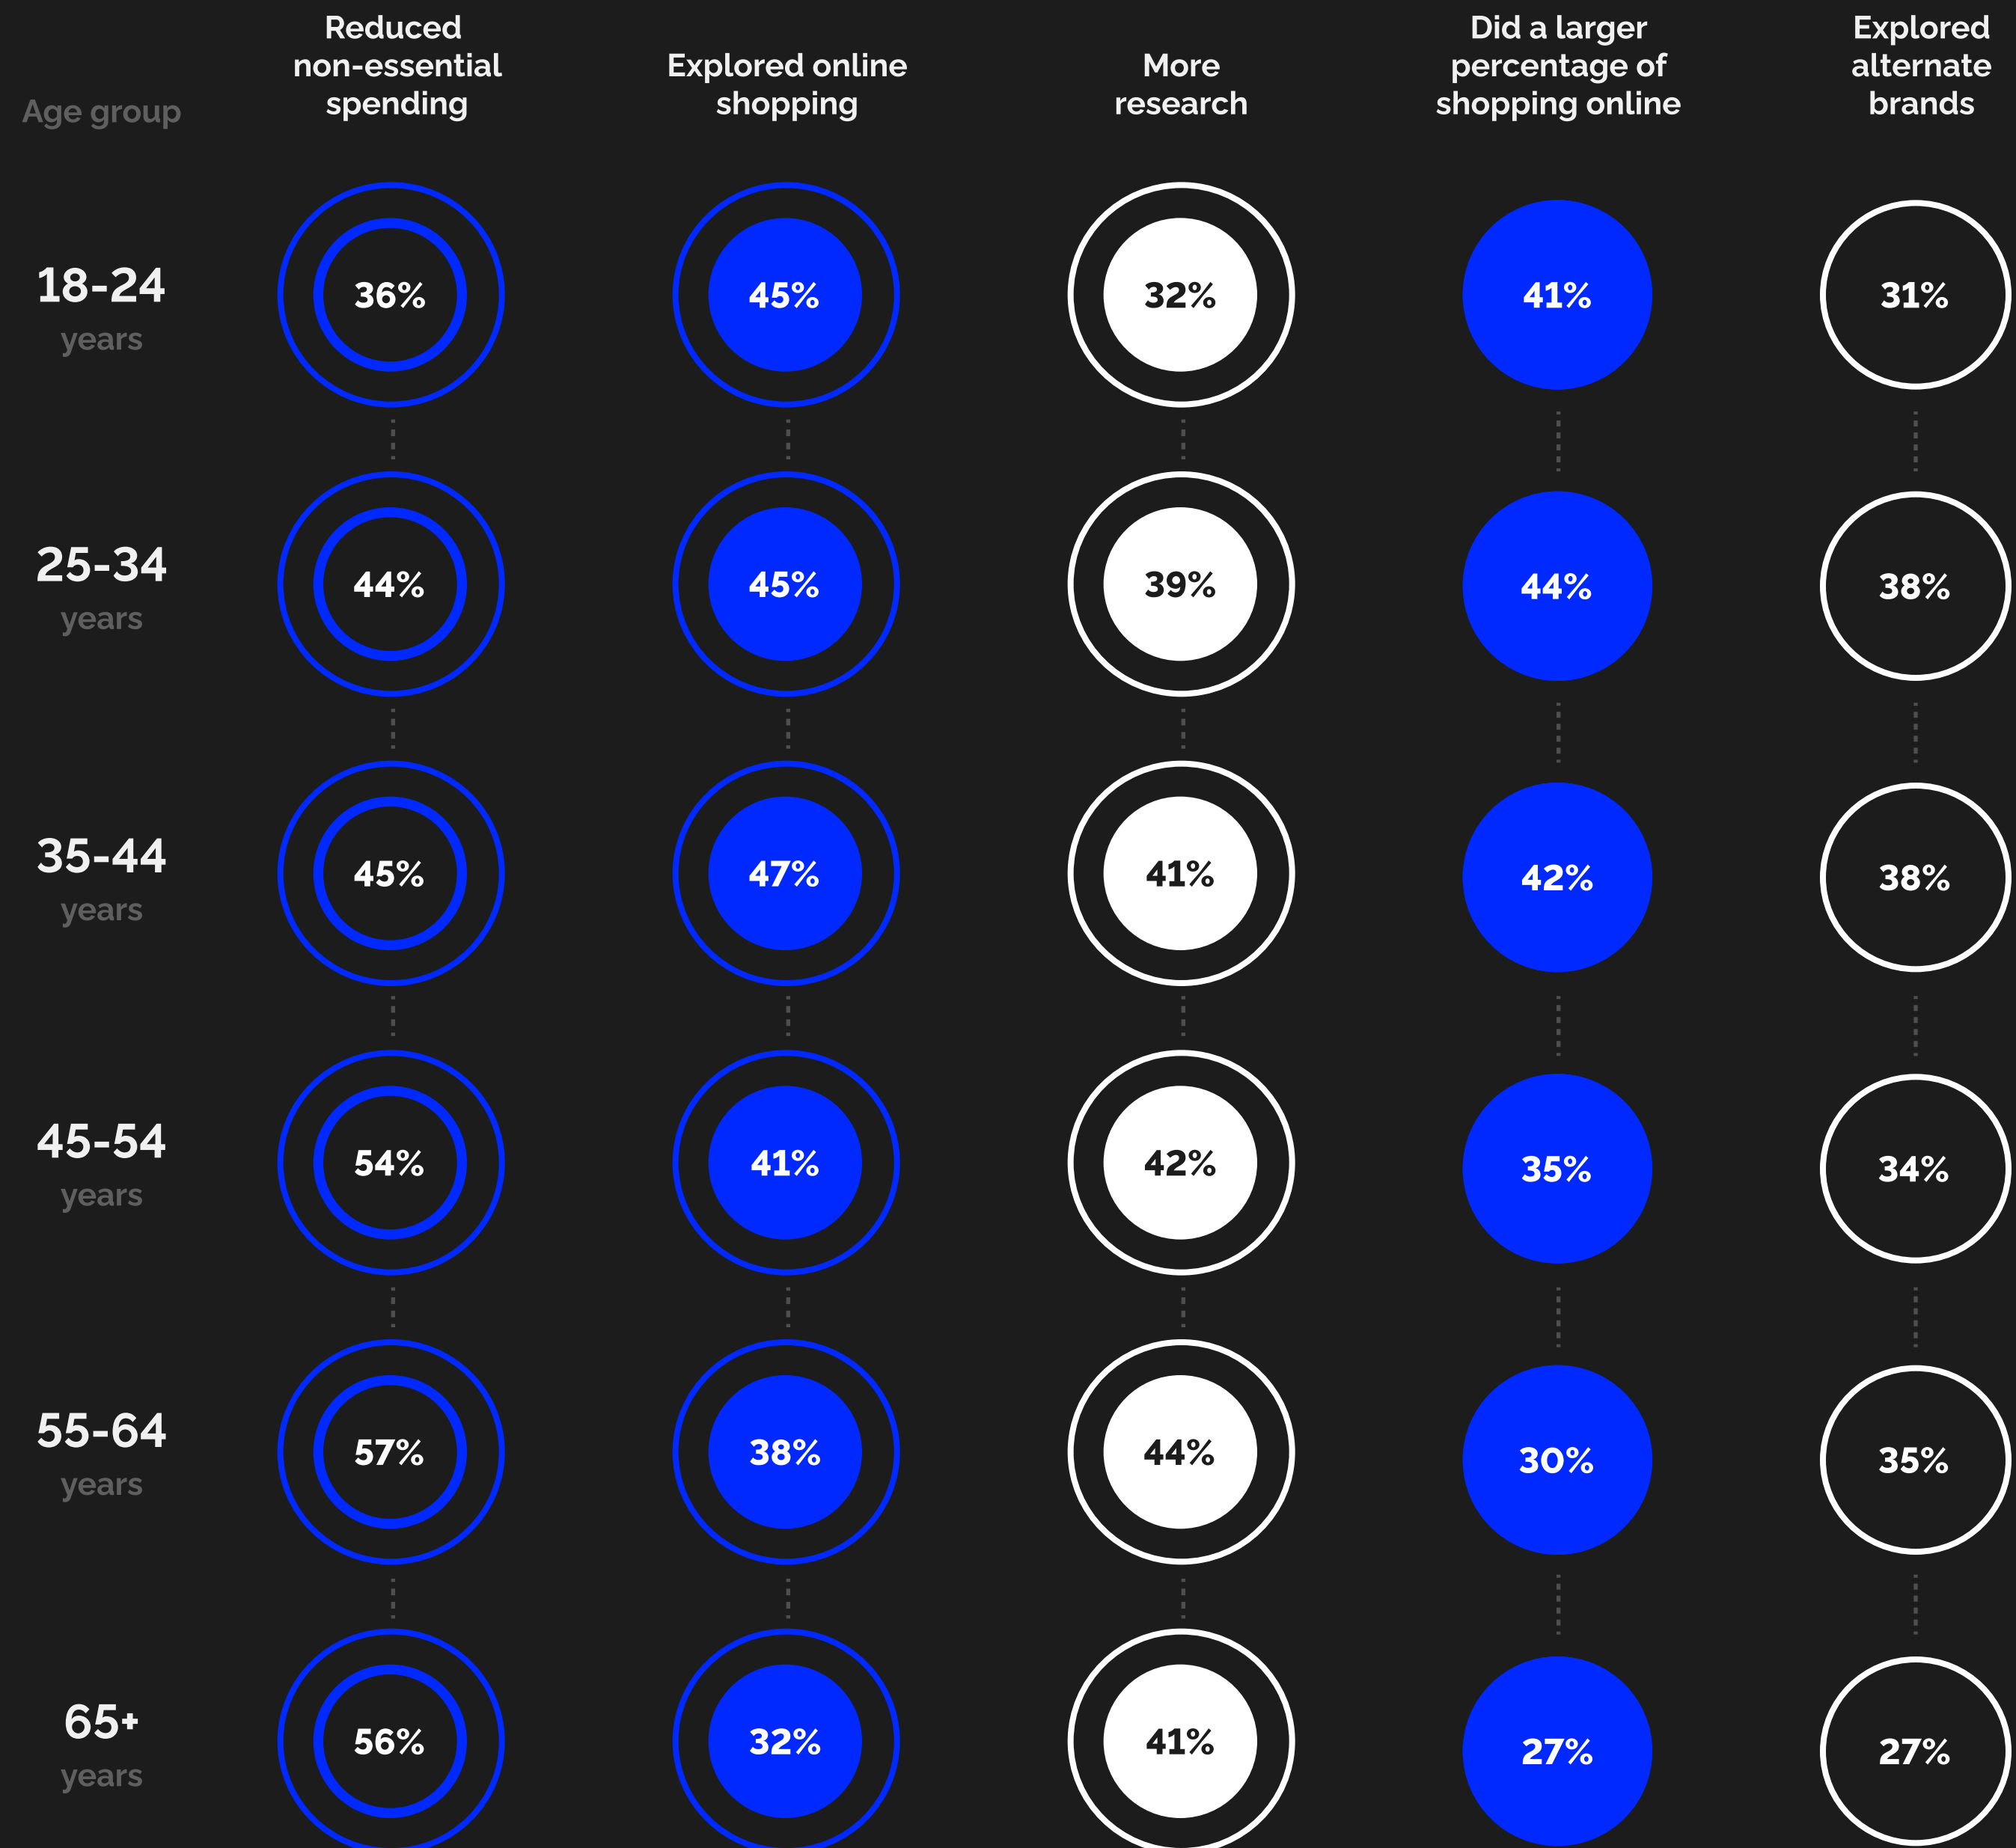 Reduced
non-essential
spending
Explored online
shopping
More
research
Did a larger
percentage of
shopping online
Explored
alternate
brands
Age group
18-24
years
36%
45%
32%
41%
31%
25-34
years
44%
45%
39%
44%
38%
35-44
years
45%
47%
41%
42%
38%
45-54
years
54%
41%
42%
35%
34%
55-64
years
57%
38%
44%
30%
35%
65+
years
56%
32%
41%
27%
27%